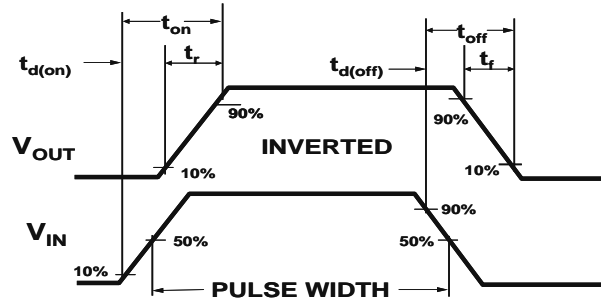 t_on
t_off
t_d(on)
t_r
t_d(off)
t_f
90%
90%
V_OUT
INVERTED
10%
10%
90%
V_IN
50%
50%
10%
PULSE WIDTH